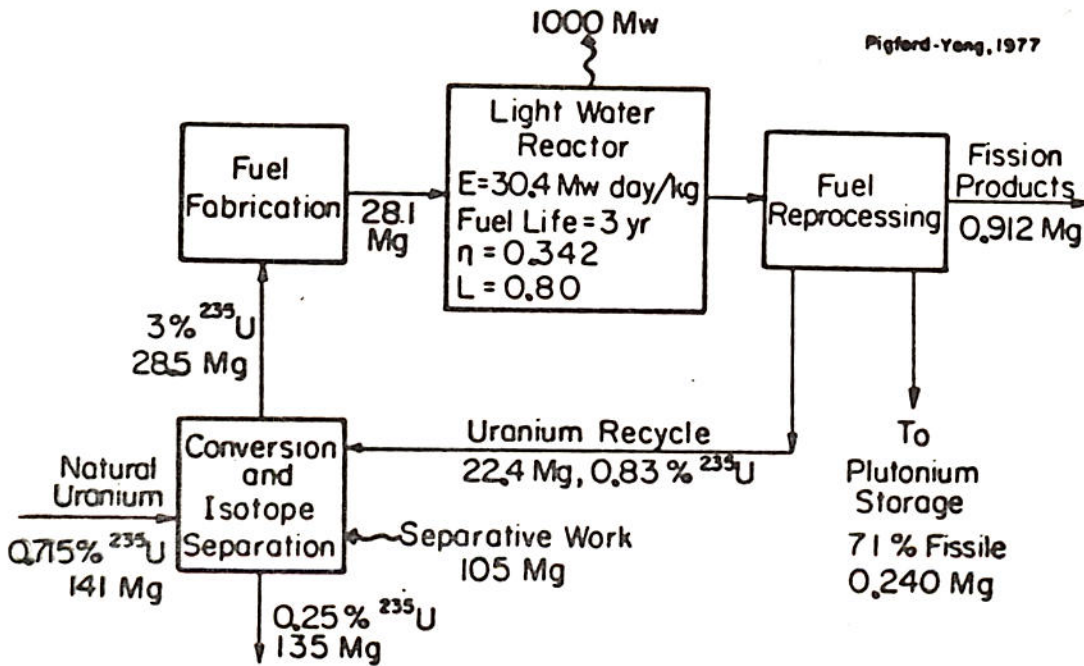 1000 Mw
Pigford-Yang, 1977
Light Water
Reactor
E=30.4 Mw day/kg
Fuel Life=3 yr
η=0.342
L=0.80
Fuel
Fabrication
28.1
Mg
Fuel
Reprocessing
Fission
Products
0.912 Mg
3% ²³⁵U
28.5 Mg
Uranium Recycle
22.4 Mg, 0.83% ²³⁵U
To
Plutonium
Storage
71% Fissile
0.240 Mg
Natural
Uranium
0.715% ²³⁵U
141 Mg
Conversion
and
Isotope
Separation
Separative Work
105 Mg
0.25% ²³⁵U
135 Mg